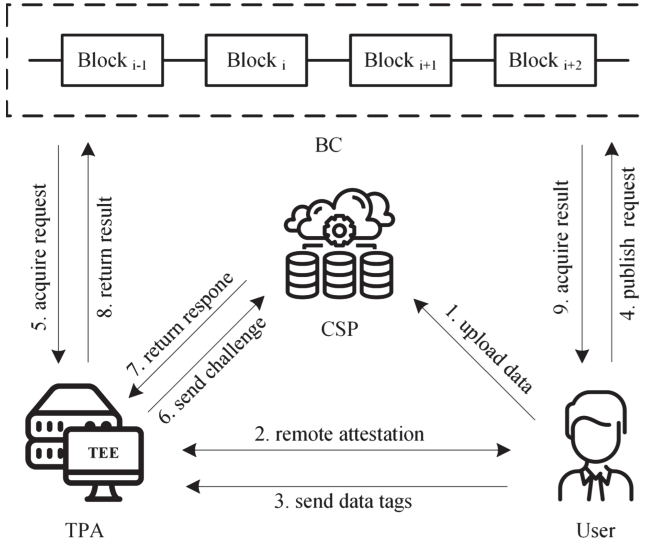 Block i-1
Block i
Block i+1
Block i+2
BC
5. acquire request
8. return result
9. acquire result
4. publish request
CSP
7. return respone
6. send challenge
1. upload data
TEE
2. remote attestation
3. send data tags
TPA
User